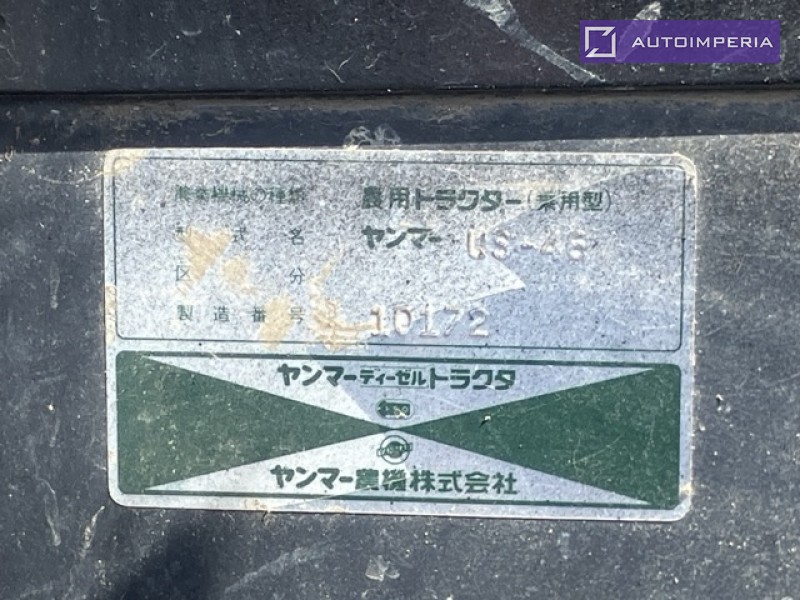 AUTOIMPERIA
農業機械の種類 農用トラクター(乗用型)
型式名 ヤンマー US-46
区分
製造番号 10172
ヤンマーディーゼルトラクタ
ヤンマー農機株式会社